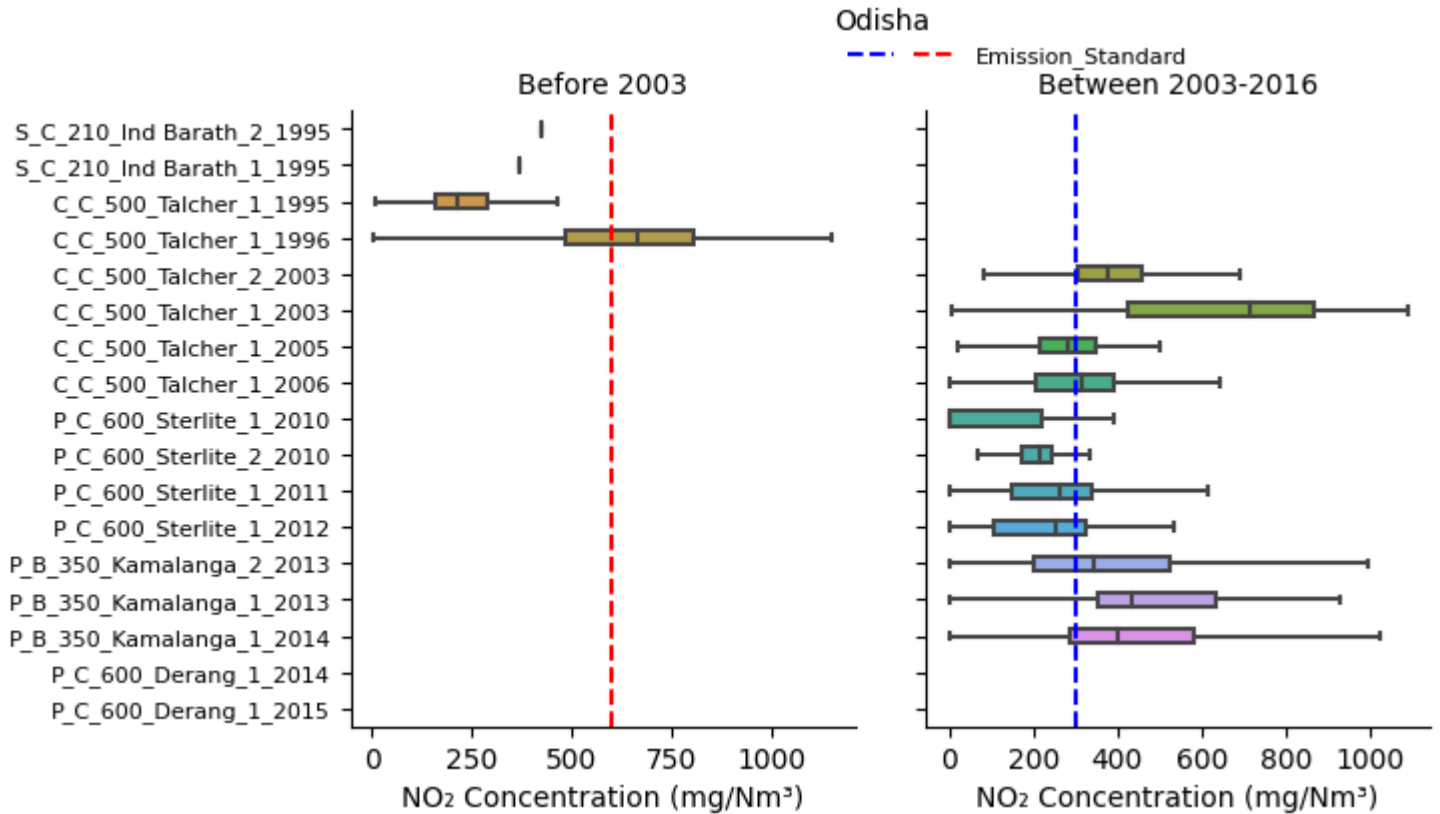 Odisha
Emission_Standard
Before 2003
Between 2003-2016
S_C_210_Ind Barath_2_1995
S_C_210_Ind Barath_1_1995
C_C_500_Talcher_1_1995
C_C_500_Talcher_1_1996
C_C_500_Talcher_2_2003
C_C_500_Talcher_1_2003
C_C_500_Talcher_1_2005
C_C_500_Talcher_1_2006
P_C_600_Sterlite_1_2010
P_C_600_Sterlite_2_2010
P_C_600_Sterlite_1_2011
P_C_600_Sterlite_1_2012
P_B_350_Kamalanga_2_2013
P_B_350_Kamalanga_1_2013
P_B_350_Kamalanga_1_2014
P_C_600_Derang_1_2014
P_C_600_Derang_1_2015
0 250 500 750 1000
0 200 400 600 800 1000
NO₂ Concentration (mg/Nm³)
NO₂ Concentration (mg/Nm³)